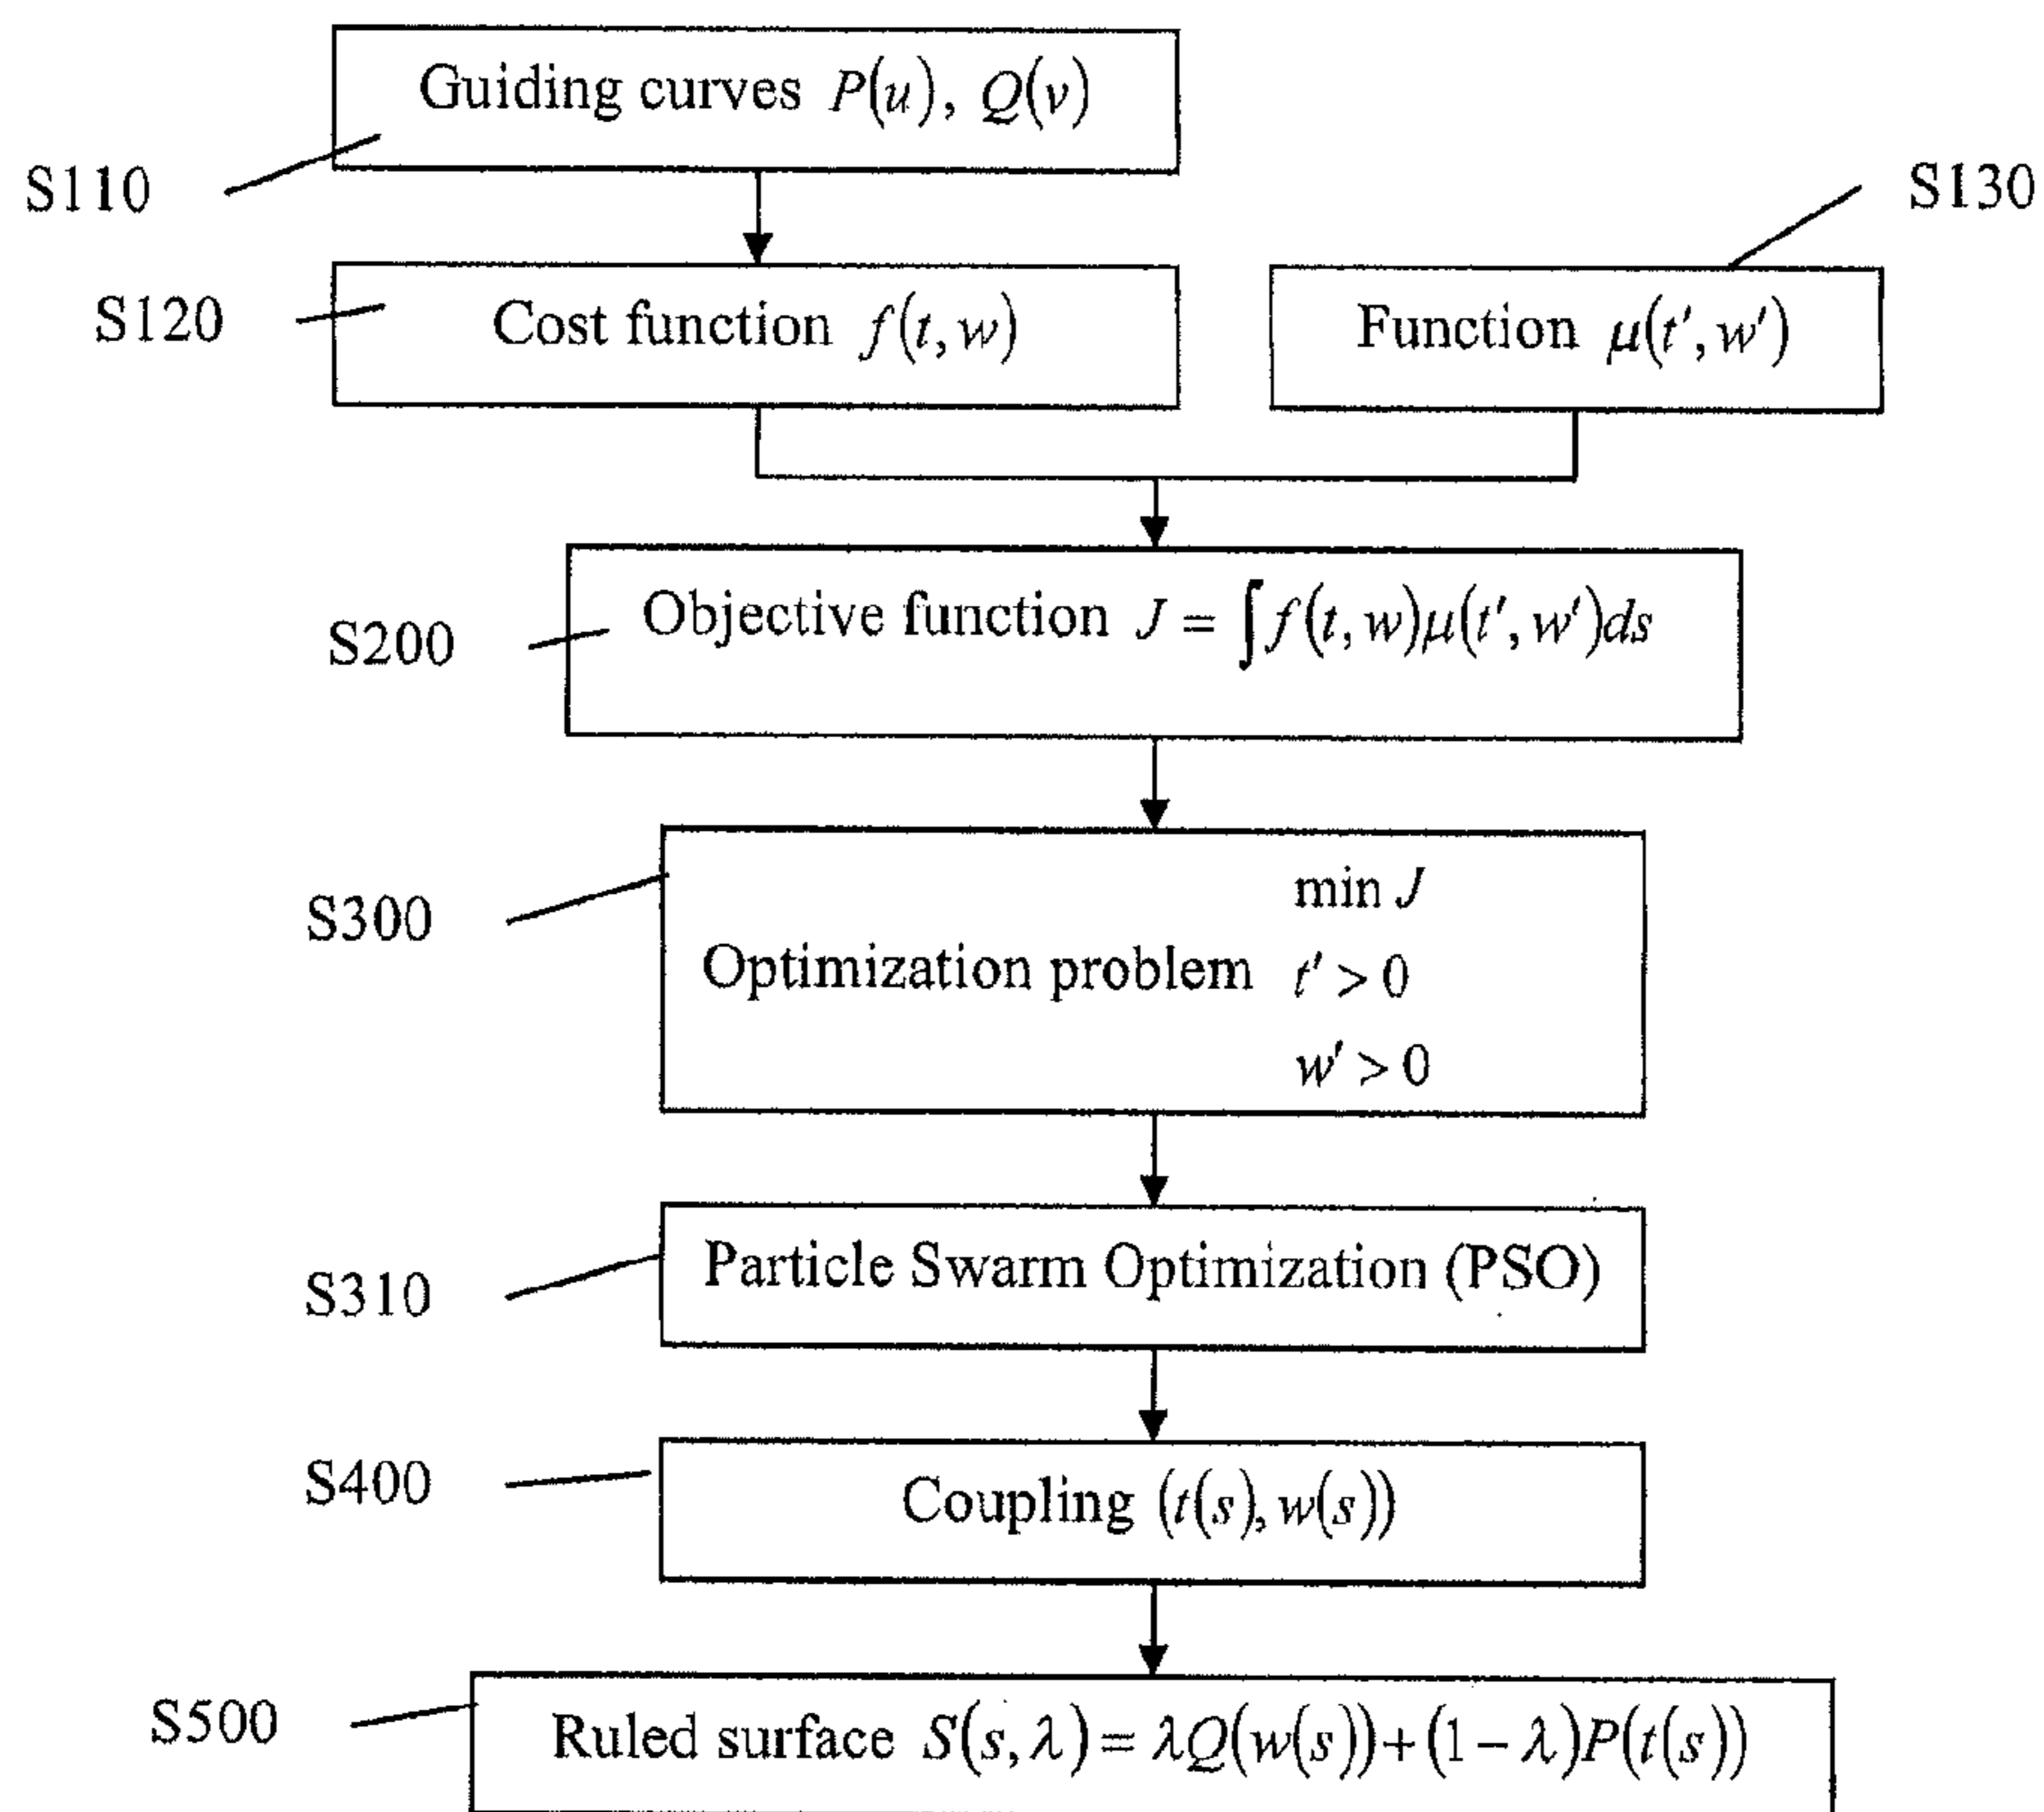 Guiding curves P(u), Q(v)
S110
S130
S120
Cost function f(t, w)
Function μ(t′, w′)
Objective function J = ∫f(t, w)μ(t′, w′)ds
S200
min J
S300
Optimization problem t′ > 0
w′ > 0
Particle Swarm Optimization (PSO)
S310
S400
Coupling (t(s), w(s))
S500
Ruled surface S(s, λ) = λQ(w(s)) + (1 − λ)P(t(s))